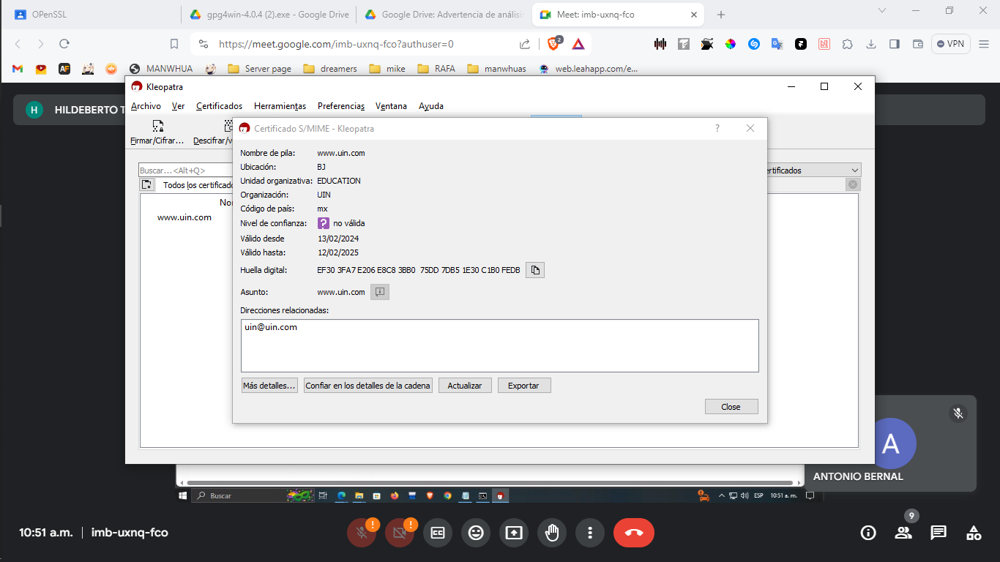 OpenSSL
gpg4win-4.0.4 (2).exe - Google Drive
Google Drive: Advertencia de análisi
Meet: imb-uxnq-fco
https://meet.google.com/imb-uxnq-fco?authuser=0
2
VPN
MANWHUA
Server page
dreamers
mike
RAFA
manwhuas
web.leahapp.com/e...
H
HILDEBERTO T
Kleopatra
Archivo
Ver
Certificados
Herramientas
Preferencias
Ventana
Ayuda
Firmar/Cifrar...
Descifrar/v
Buscar...<Alt+Q>
ertificados
Todos los certificado
Nor
www.uin.com
Certificado S/MIME - Kleopatra
?
Nombre de pila: www.uin.com
Ubicación: BJ
Unidad organizativa: EDUCATION
Organización: UIN
Código de país: mx
Nivel de confianza: ? no válida
Válido desde 13/02/2024
Válido hasta: 12/02/2025
Huella digital: EF30 3FA7 E206 E8C8 3BB0 75DD 7DB5 1E30 C1B0 FEDB
Asunto: www.uin.com
Direcciones relacionadas:
uin@uin.com
Más detalles...
Confiar en los detalles de la cadena
Actualizar
Exportar
Close
A
ANTONIO BERNAL
Buscar
ESP
10:51 a. m.
10:51 a.m.
imb-uxnq-fco
!
!
CC
9